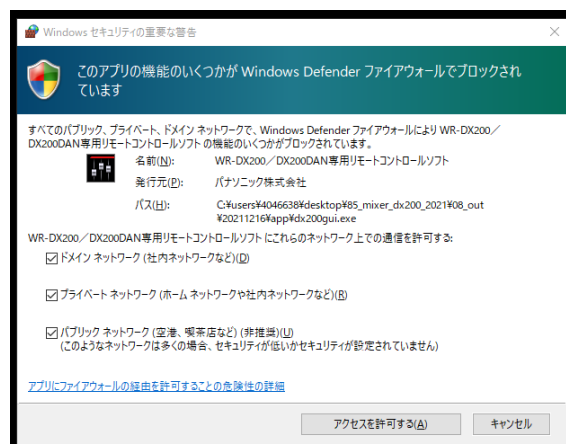 Windows セキュリティの重要な警告
このアプリの機能のいくつかが Windows Defender ファイアウォールでブロックされ
ています
すべてのパブリック、プライベート、ドメイン ネットワークで、Windows Defender ファイアウォールにより WR-DX200／
DX200DAN専用リモートコントロールソフト の機能のいくつかがブロックされています。
名前(N): WR-DX200／DX200DAN専用リモートコントロールソフト
発行元(P): パナソニック株式会社
パス(H): C:¥users¥4046638¥desktop¥85_mixer_dx200_2021¥08_out
¥20211216¥app¥dx200gui.exe
WR-DX200／DX200DAN専用リモートコントロールソフト にこれらのネットワーク上での通信を許可する:
ドメイン ネットワーク (社内ネットワークなど)(D)
プライベート ネットワーク (ホーム ネットワークや社内ネットワークなど)(R)
パブリック ネットワーク (空港、喫茶店など) (非推奨)(U)
(このようなネットワークは多くの場合、セキュリティが低いかセキュリティが設定されていません)
アプリにファイアウォールの経由を許可することの危険性の詳細
アクセスを許可する(A) キャンセル